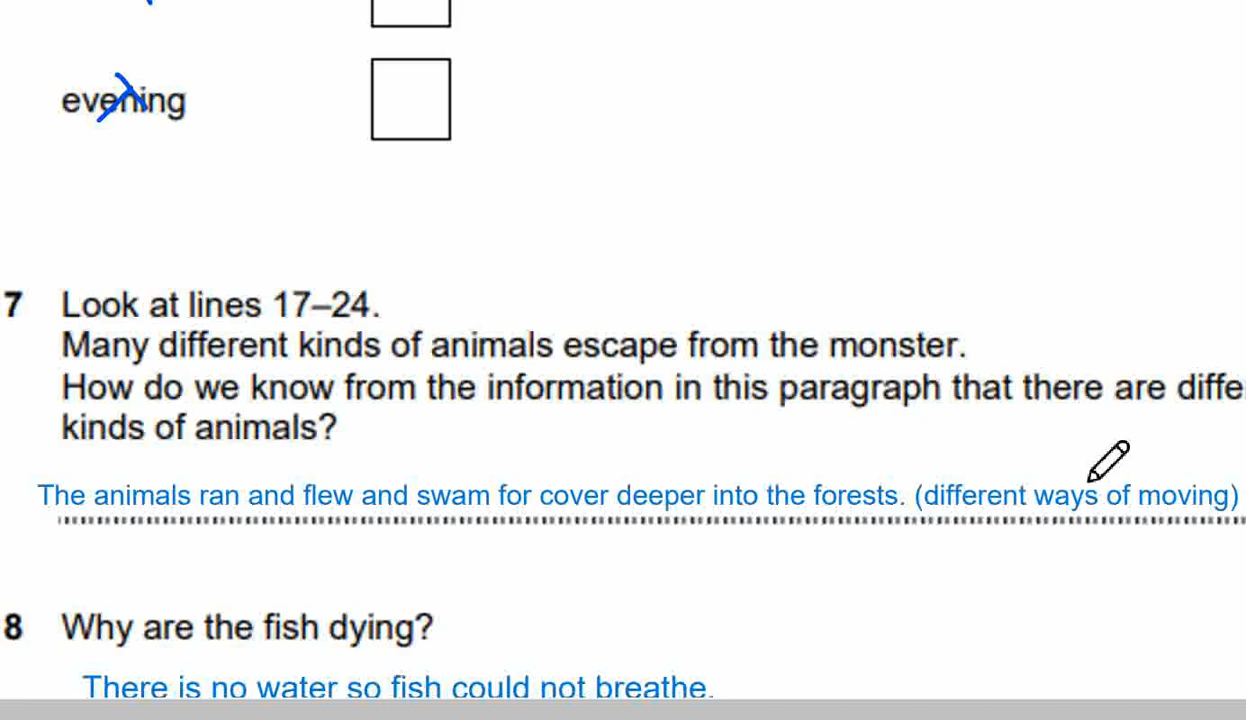 evening
7 Look at lines 17–24.
Many different kinds of animals escape from the monster.
How do we know from the information in this paragraph that there are diffe
kinds of animals?
The animals ran and flew and swam for cover deeper into the forests. (different ways of moving)
8 Why are the fish dying?
There is no water so fish could not breathe.